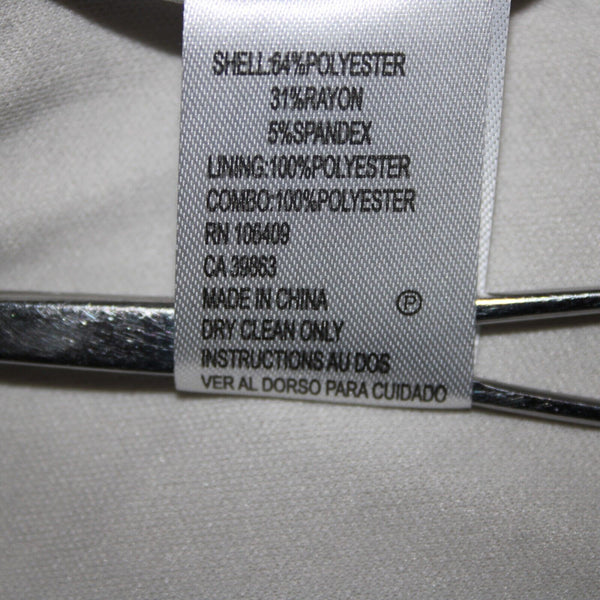 SHELL:64%POLYESTER
31%RAYON
5%SPANDEX
LINING:100%POLYESTER
COMBO:100%POLYESTER
RN 106409
CA 39863
MADE IN CHINA
DRY CLEAN ONLY
INSTRUCTIONS AU DOS
VER AL DORSO PARA CUIDADO
P